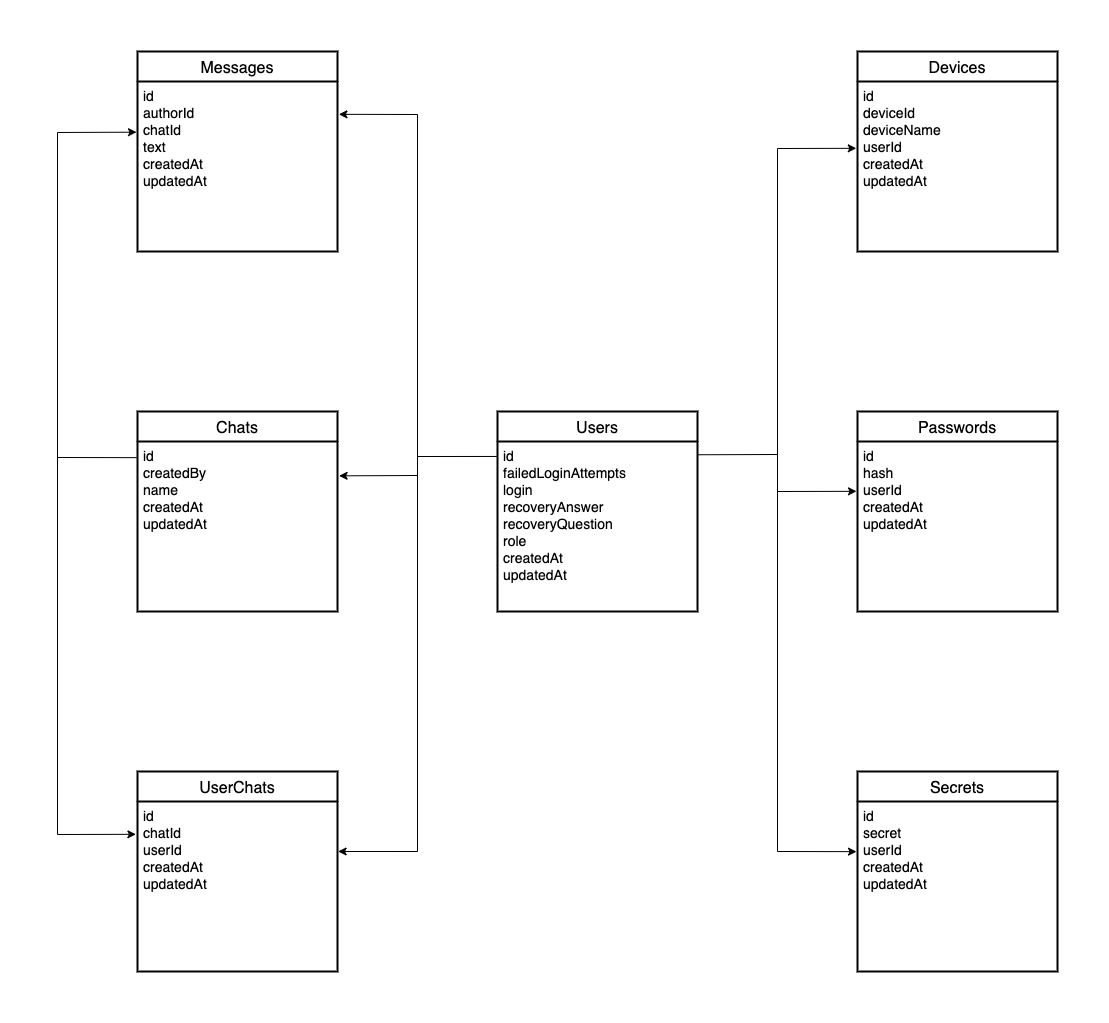 Messages
id
authorId
chatId
text
createdAt
updatedAt
Devices
id
deviceId
deviceName
userId
createdAt
updatedAt
Chats
id
createdBy
name
createdAt
updatedAt
Users
id
failedLoginAttempts
login
recoveryAnswer
recoveryQuestion
role
createdAt
updatedAt
Passwords
id
hash
userId
createdAt
updatedAt
UserChats
id
chatId
userId
createdAt
updatedAt
Secrets
id
secret
userId
createdAt
updatedAt